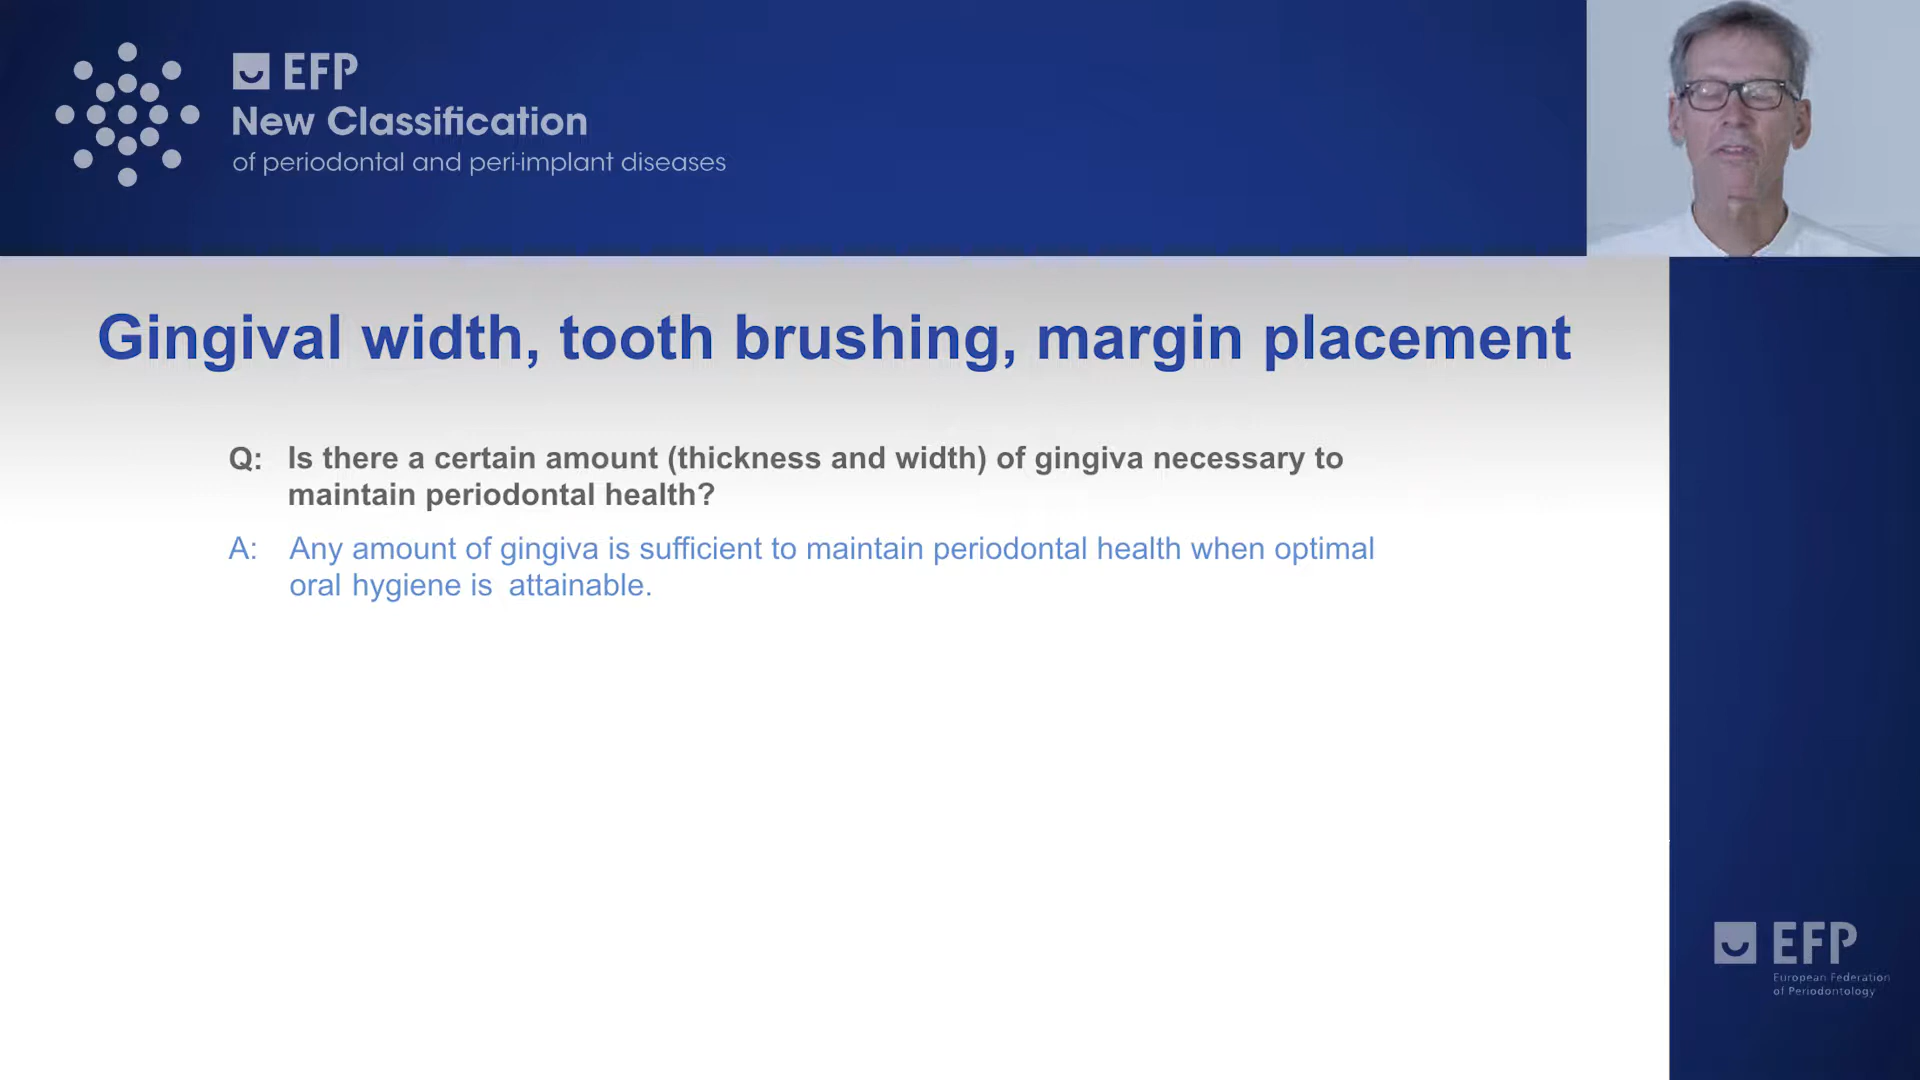 EFP
New Classification
of periodontal and peri-implant diseases
Gingival width, tooth brushing, margin placement
Q: Is there a certain amount (thickness and width) of gingiva necessary to
maintain periodontal health?
A: Any amount of gingiva is sufficient to maintain periodontal health when optimal
oral hygiene is attainable.
EFP
European Federation
of Periodontology